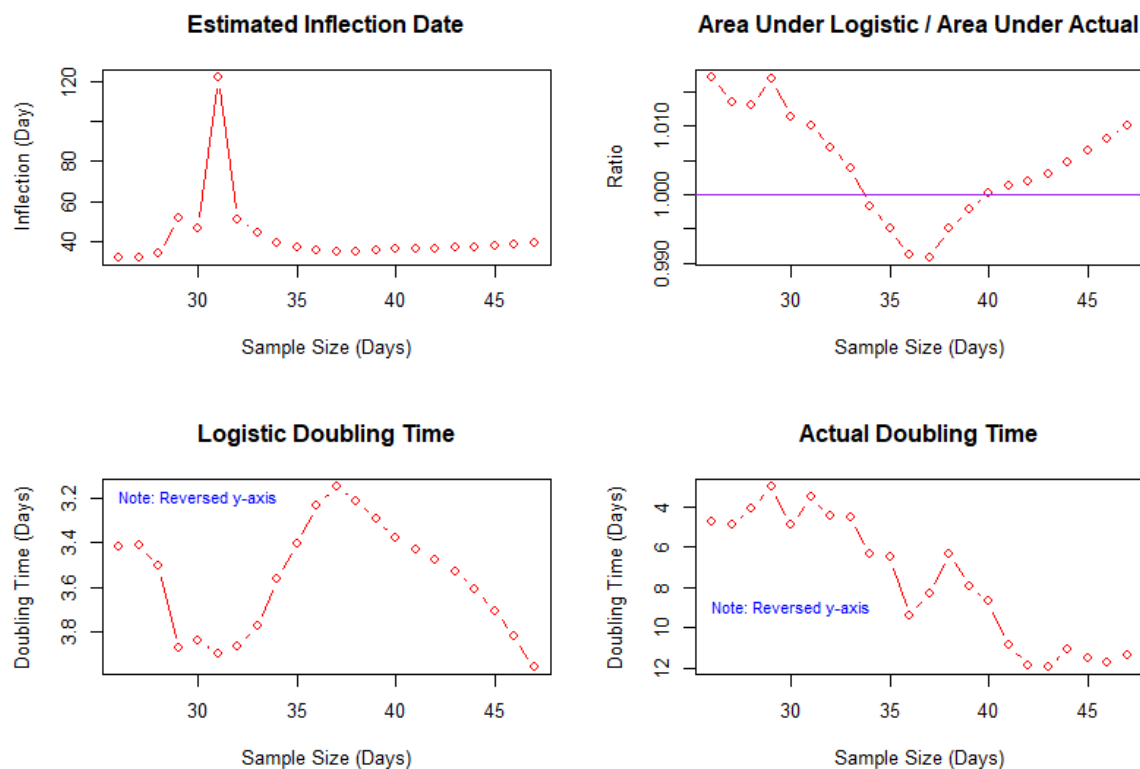 Estimated Inflection Date
Inflection (Day)
120
80
60
40
30
35
40
45
Sample Size (Days)
Area Under Logistic / Area Under Actual
Ratio
1.010
1.000
0.990
30
35
40
45
Sample Size (Days)
Logistic Doubling Time
Doubling Time (Days)
3.2
3.4
3.6
3.8
Note: Reversed y-axis
30
35
40
45
Sample Size (Days)
Actual Doubling Time
Doubling Time (Days)
4
6
8
10
12
Note: Reversed y-axis
30
35
40
45
Sample Size (Days)